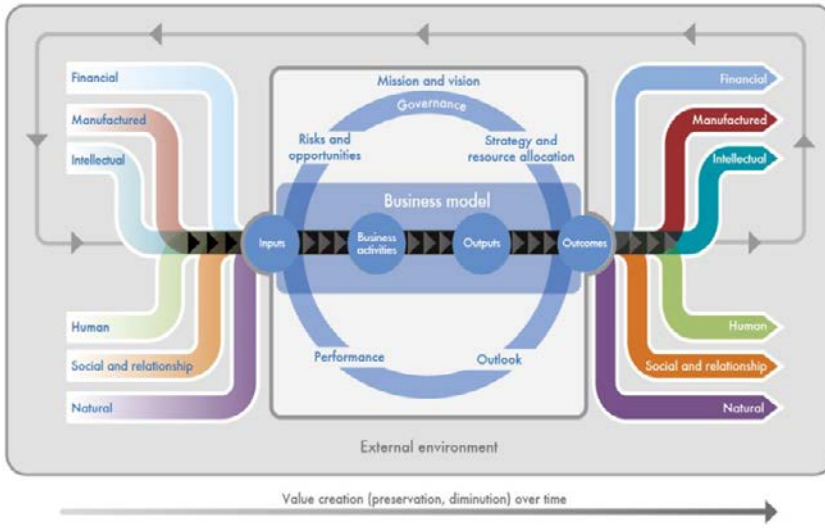 Financial
Manufactured
Intellectual
Human
Social and relationship
Natural
Mission and vision
Governance
Risks and
opportunities
Strategy and
resource allocation
Business model
Inputs
Business
activities
Outputs
Outcomes
Performance
Outlook
Financial
Manufactured
Intellectual
Human
Social and relationship
Natural
External environment
Value creation (preservation, diminution) over time